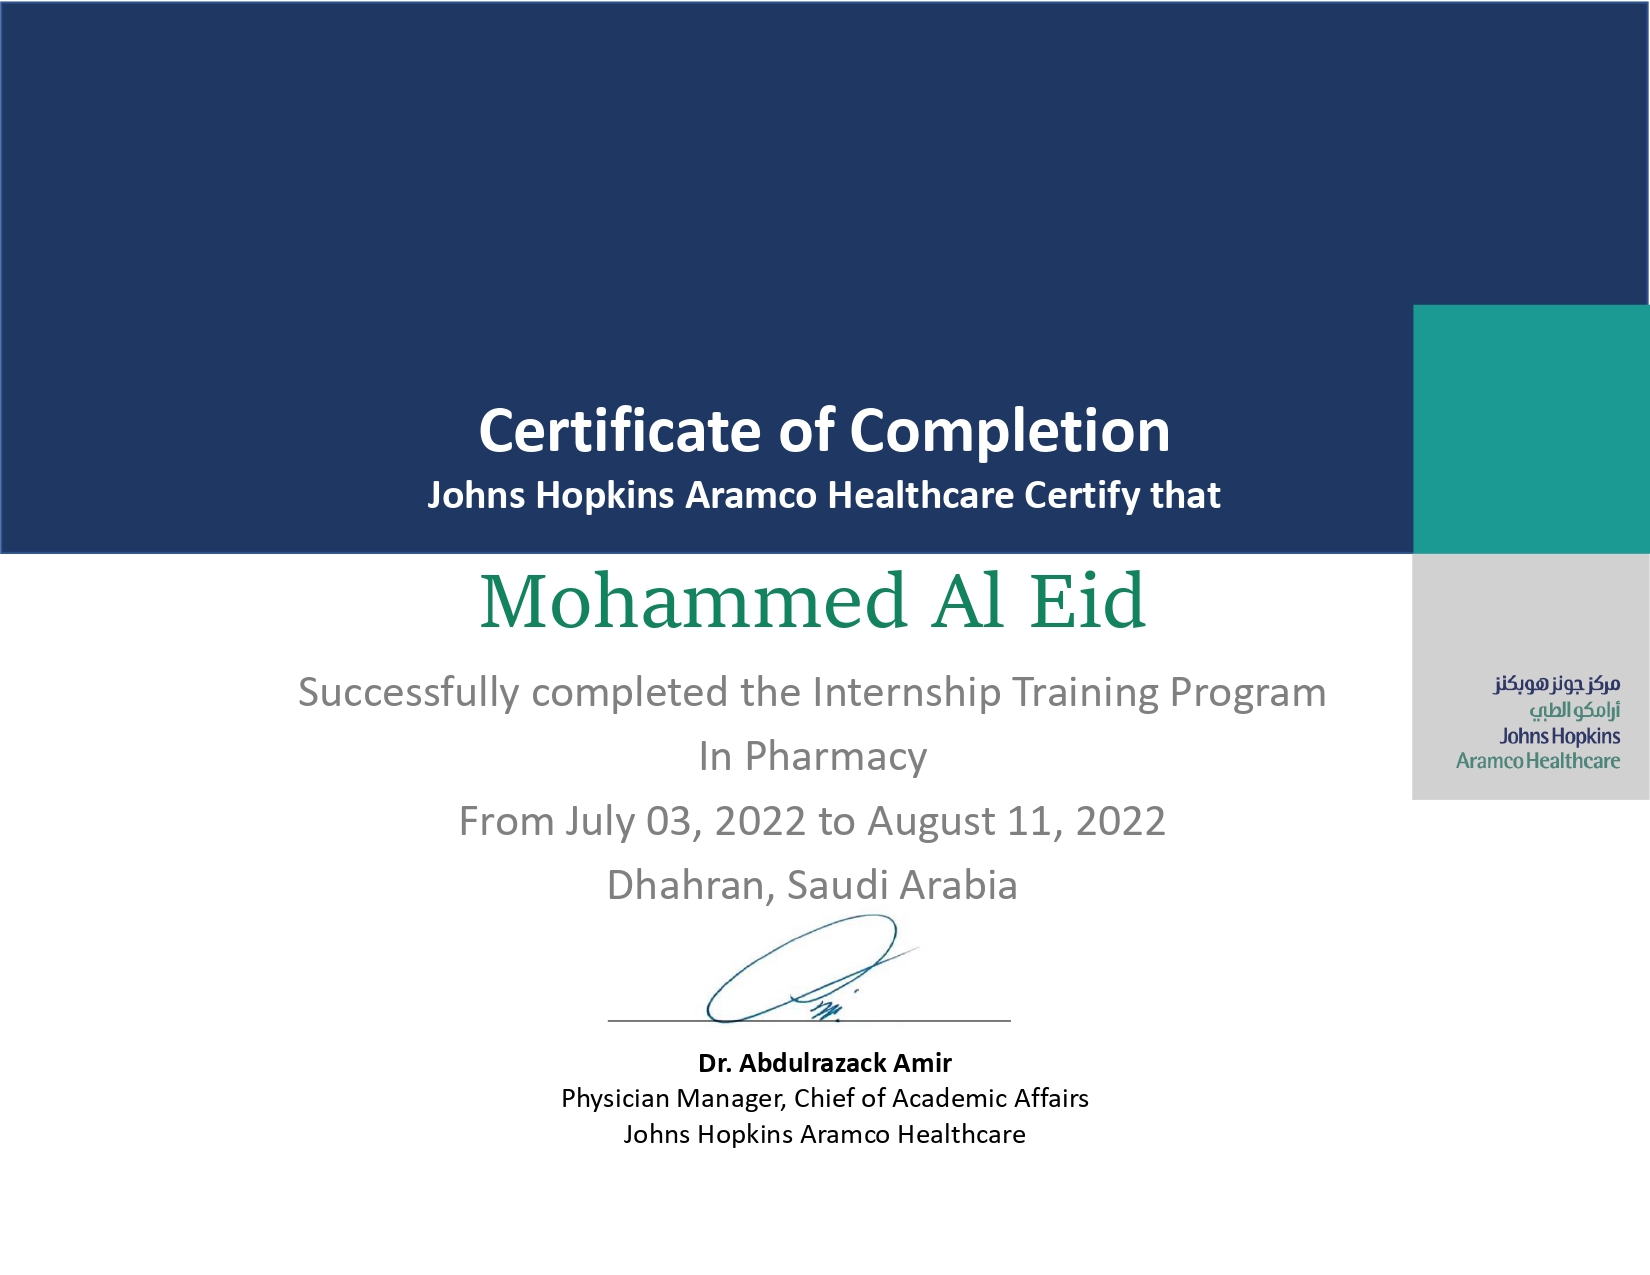 Certificate of Completion
Johns Hopkins Aramco Healthcare Certify that
Mohammed Al Eid
Successfully completed the Internship Training Program
In Pharmacy
From July 03, 2022 to August 11, 2022
Dhahran, Saudi Arabia
مركز جونز هوبكنز
أرامكو الطبي
Johns Hopkins
Aramco Healthcare
Dr. Abdulrazack Amir
Physician Manager, Chief of Academic Affairs
Johns Hopkins Aramco Healthcare